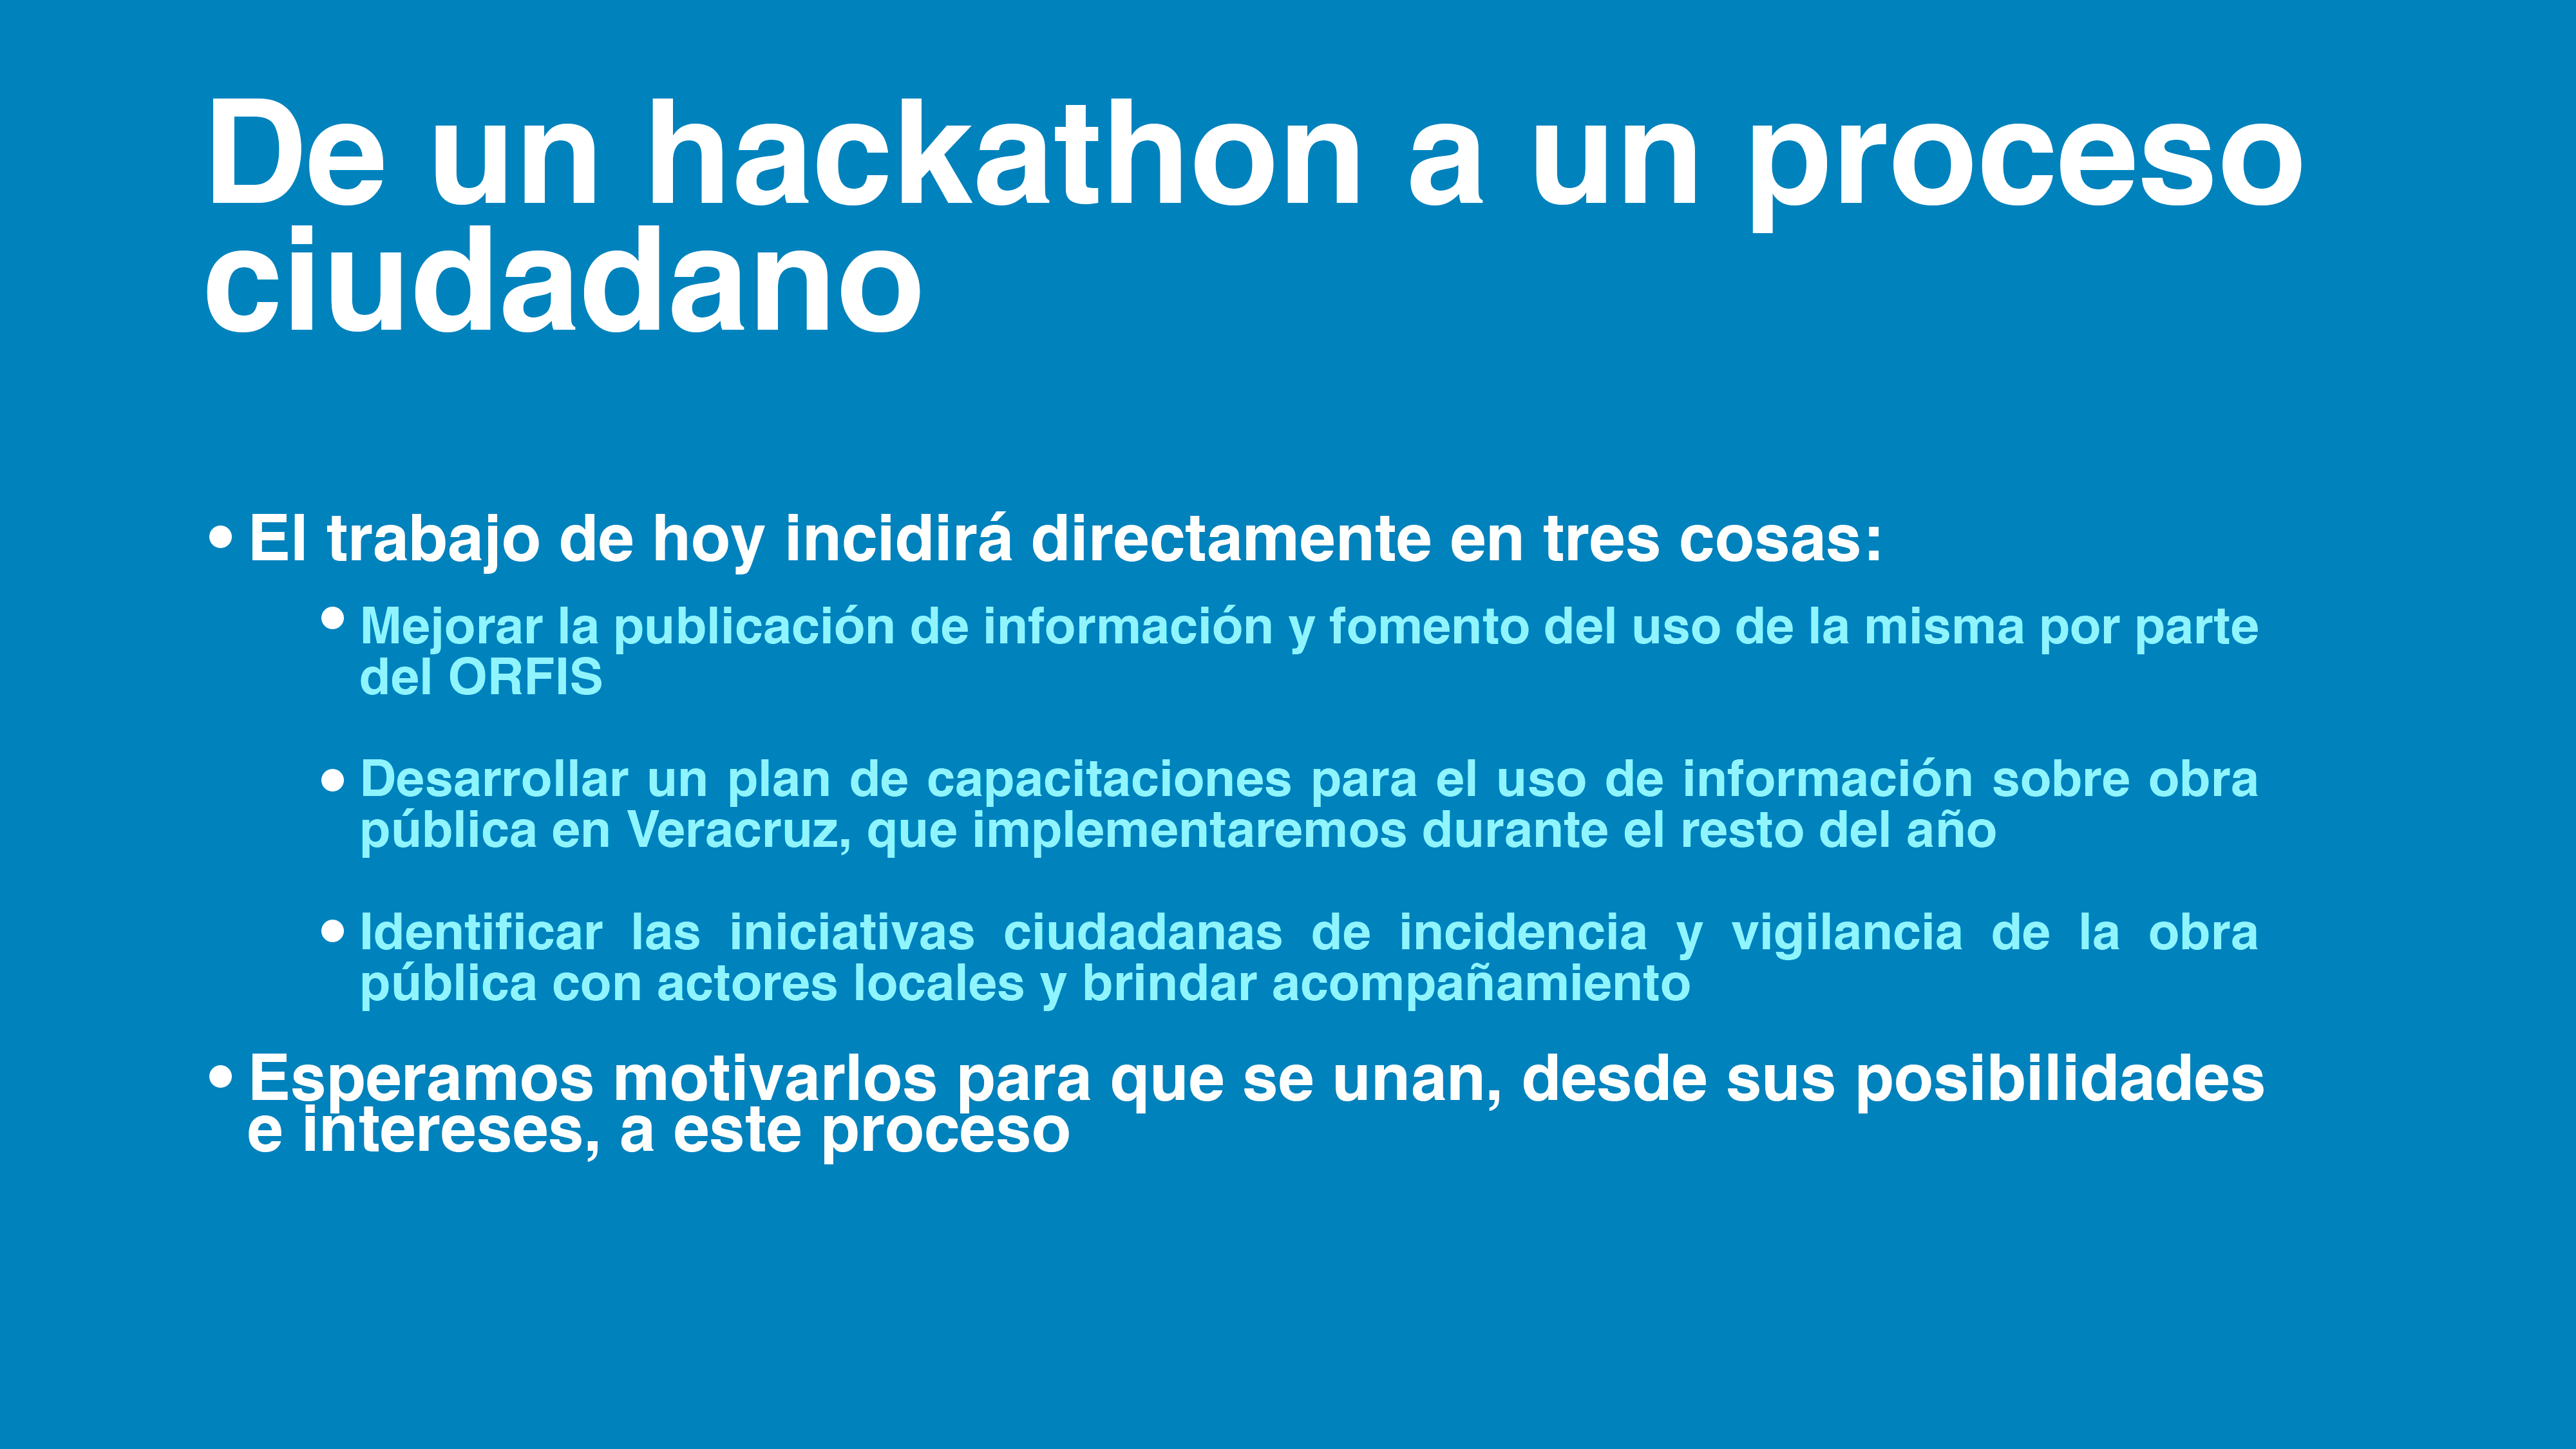 De un hackathon a un proceso
ciudadano
• El trabajo de hoy incidirá directamente en tres cosas:
• Mejorar la publicación de información y fomento del uso de la misma por parte
del ORFIS
• Desarrollar un plan de capacitaciones para el uso de información sobre obra
pública en Veracruz, que implementaremos durante el resto del año
• Identificar las iniciativas ciudadanas de incidencia y vigilancia de la obra
pública con actores locales y brindar acompañamiento
• Esperamos motivarlos para que se unan, desde sus posibilidades
e intereses, a este proceso